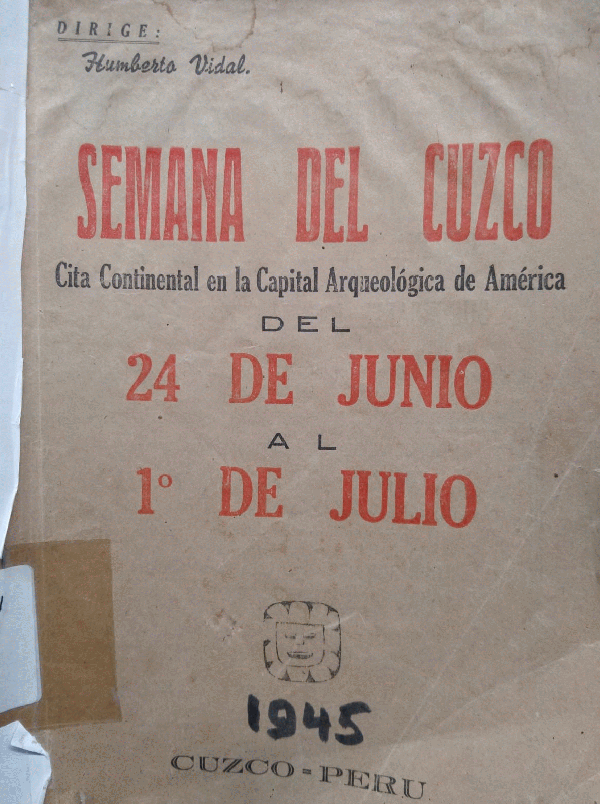 DIRIGE:
Humberto Vidal.
SEMANA DEL CUZCO
Cita Continental en la Capital Arqueológica de América
DEL
24 DE JUNIO
AL
1º DE JULIO
1945
CUZCO=PERU